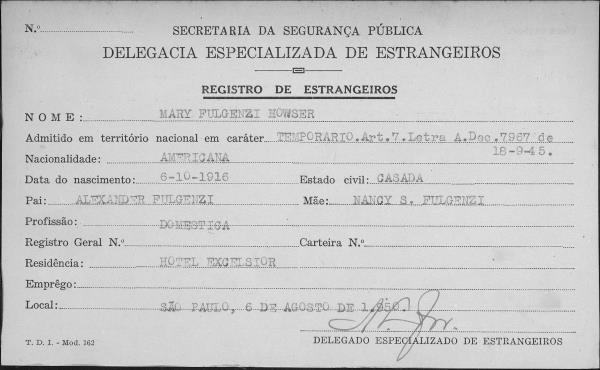 N.º
SECRETARIA DA SEGURANÇA PÚBLICA
DELEGACIA ESPECIALIZADA DE ESTRANGEIROS
REGISTRO DE ESTRANGEIROS
NOME: MARY FULGENZI HOWSER
Admitido em território nacional em caráter TEMPORARIO.Art.7.Letra A.Dec.7967 de
18-9-45.
Nacionalidade: AMERICANA
Data do nascimento: 6-10-1916 Estado civil: CASADA
Pai: ALEXANDER FULGENZI Mãe: NANCY S. FULGENZI
Profissão: DOMESTICA
Registro Geral N.º Carteira N.º
Residência: HOTEL EXCELSIOR
Emprêgo:
Local: SÃO PAULO, 6 DE AGOSTO DE 1.950.
DELEGADO ESPECIALIZADO DE ESTRANGEIROS
T. D. I. - Mod. 162